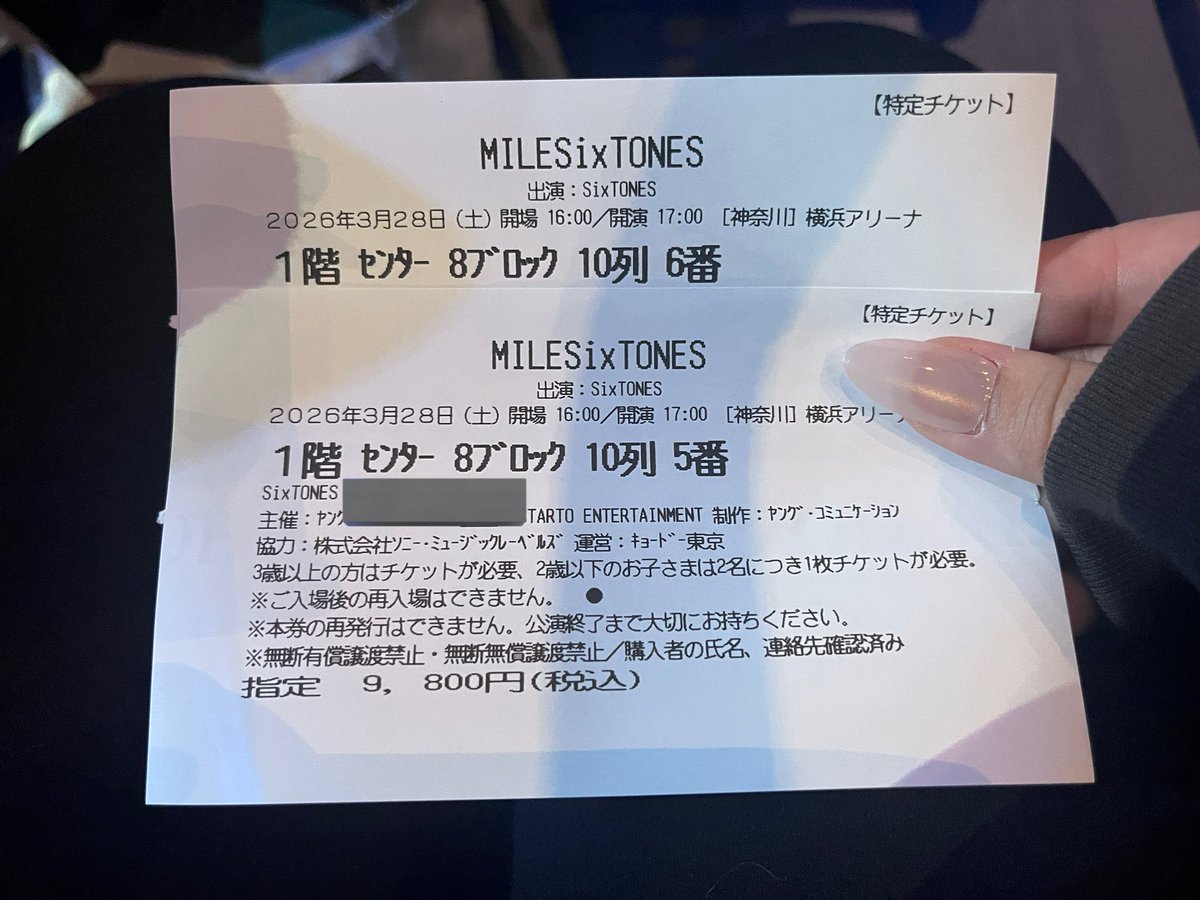 【特定チケット】
MILESixTONES
出演：SixTONES
2026年3月28日（土）開場 16:00／開演 17:00 ［神奈川］横浜アリーナ
1階 ｾﾝﾀｰ 8ﾌﾞﾛｯｸ 10列 6番
【特定チケット】
MILESixTONES
出演：SixTONES
2026年3月28日（土）開場 16:00／開演 17:00 ［神奈川］横浜アリーナ
1階 ｾﾝﾀｰ 8ﾌﾞﾛｯｸ 10列 5番
SixTONES
主催：ﾔﾝｸﾞ TARTO ENTERTAINMENT 制作：ﾔﾝｸﾞ・ｺﾐｭﾆｹｰｼｮﾝ
協力：株式会社ｿﾆｰ・ﾐｭｰｼﾞｯｸﾚｰﾍﾞﾙｽﾞ 運営：ｷｮｰﾄﾞｰ東京
3歳以上の方はチケットが必要、2歳以下のお子さまは2名につき1枚チケットが必要。
※ご入場後の再入場はできません。 ●
※本券の再発行はできません。公演終了まで大切にお持ちください。
※無断有償譲渡禁止・無断無償譲渡禁止／購入者の氏名、連絡先確認済み
指定 9，800円(税込)